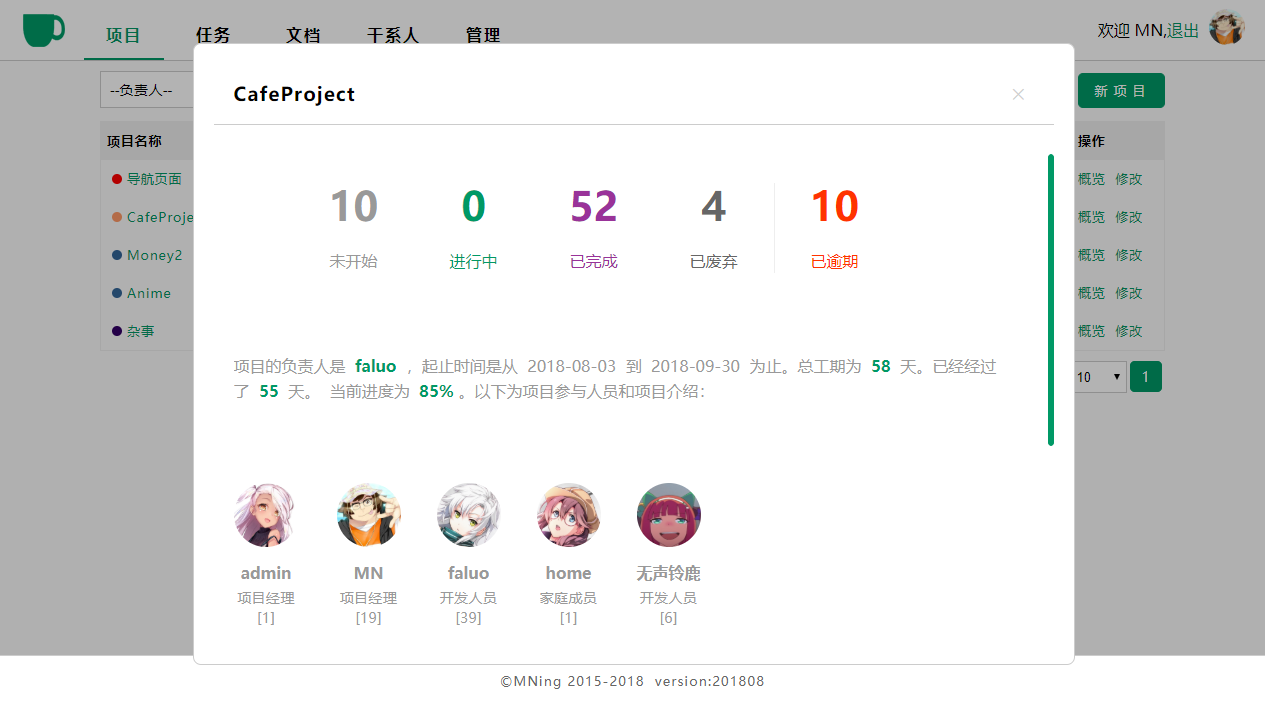 项目 任务 文档 干系人 管理 欢迎 MN,退出
--负责人-- 新 项 目
CafeProject ×
项目名称 操作
导航页面 概览 修改
CafeProje 概览 修改
Money2 概览 修改
Anime 概览 修改
杂事 概览 修改
10 1
10 0 52 4 10
未开始 进行中 已完成 已废弃 已逾期
项目的负责人是 faluo ，起止时间是从 2018-08-03 到 2018-09-30 为止。总工期为 58 天。已经经过
了 55 天。 当前进度为 85% 。以下为项目参与人员和项目介绍：
admin MN faluo home 无声铃鹿
项目经理 项目经理 开发人员 家庭成员 开发人员
[1] [19] [39] [1] [6]
©MNing 2015-2018 version:201808